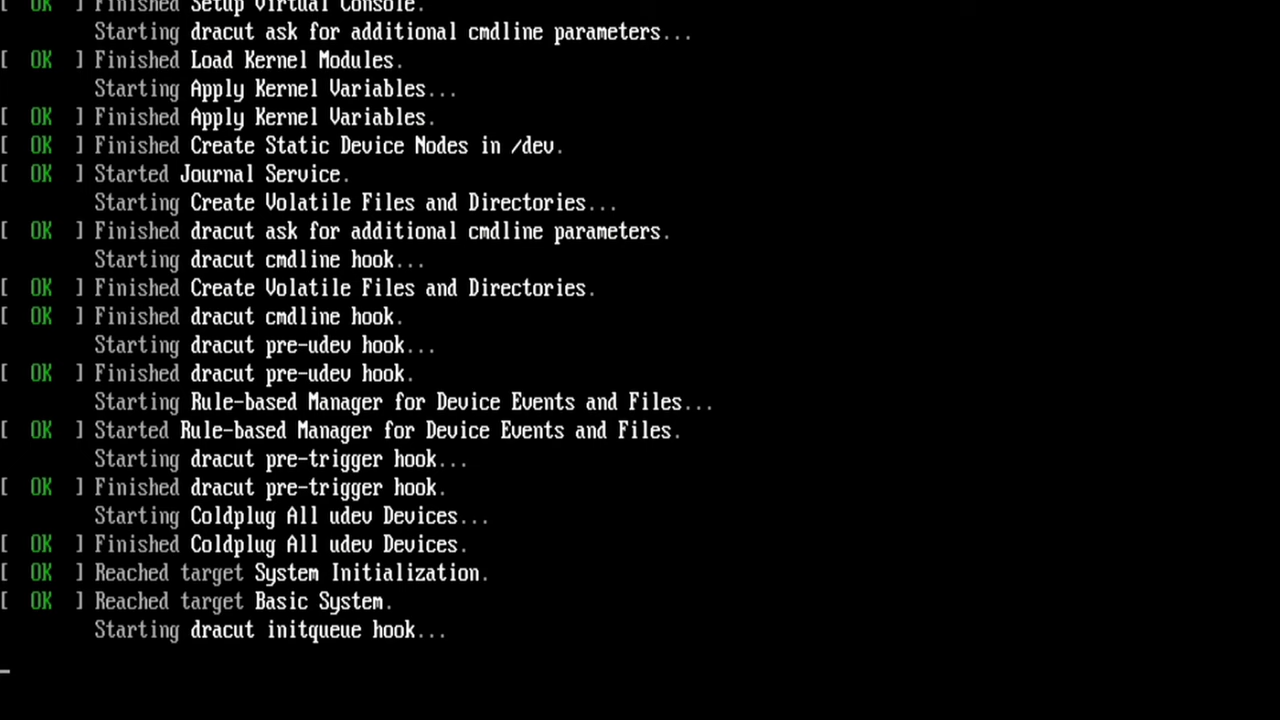 [  OK  ] Finished Setup Virtual Console.
         Starting dracut ask for additional cmdline parameters...
[  OK  ] Finished Load Kernel Modules.
         Starting Apply Kernel Variables...
[  OK  ] Finished Apply Kernel Variables.
[  OK  ] Finished Create Static Device Nodes in /dev.
[  OK  ] Started Journal Service.
         Starting Create Volatile Files and Directories...
[  OK  ] Finished dracut ask for additional cmdline parameters.
         Starting dracut cmdline hook...
[  OK  ] Finished Create Volatile Files and Directories.
[  OK  ] Finished dracut cmdline hook.
         Starting dracut pre-udev hook...
[  OK  ] Finished dracut pre-udev hook.
         Starting Rule-based Manager for Device Events and Files...
[  OK  ] Started Rule-based Manager for Device Events and Files.
         Starting dracut pre-trigger hook...
[  OK  ] Finished dracut pre-trigger hook.
         Starting Coldplug All udev Devices...
[  OK  ] Finished Coldplug All udev Devices.
[  OK  ] Reached target System Initialization.
[  OK  ] Reached target Basic System.
         Starting dracut initqueue hook...